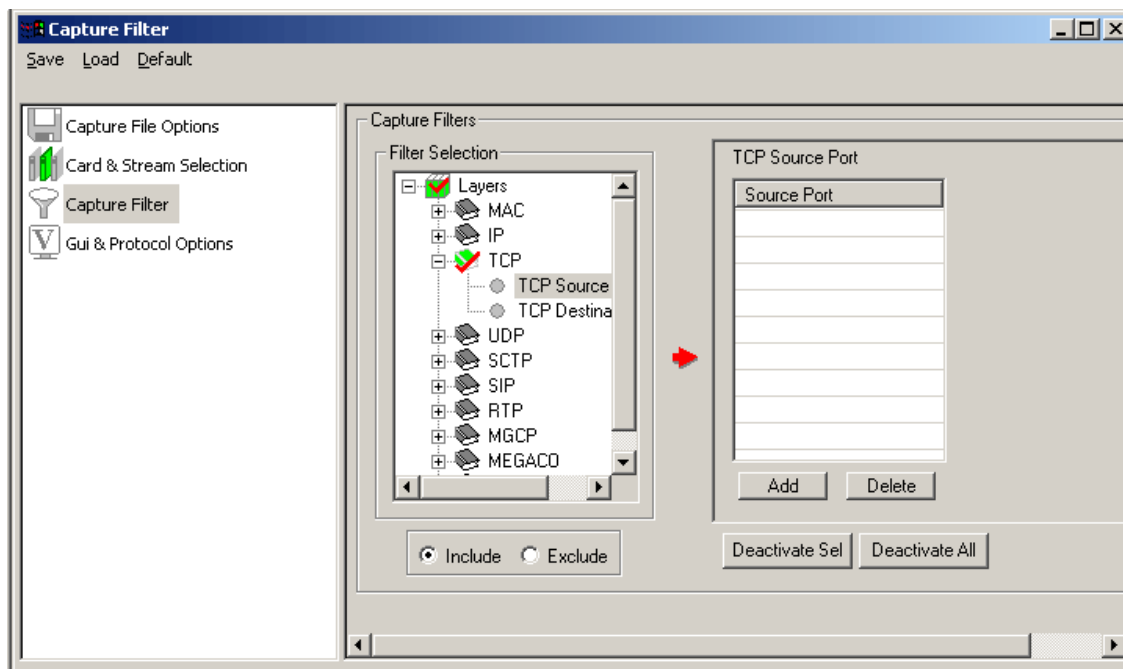 Capture Filter
Save Load Default
Capture File Options
Card & Stream Selection
Capture Filter
Gui & Protocol Options
Capture Filters
Filter Selection
Layers
MAC
IP
TCP
TCP Source
TCP Destina
UDP
SCTP
SIP
RTP
MGCP
MEGACO
Include Exclude
TCP Source Port
Source Port
Add Delete
Deactivate Sel Deactivate All